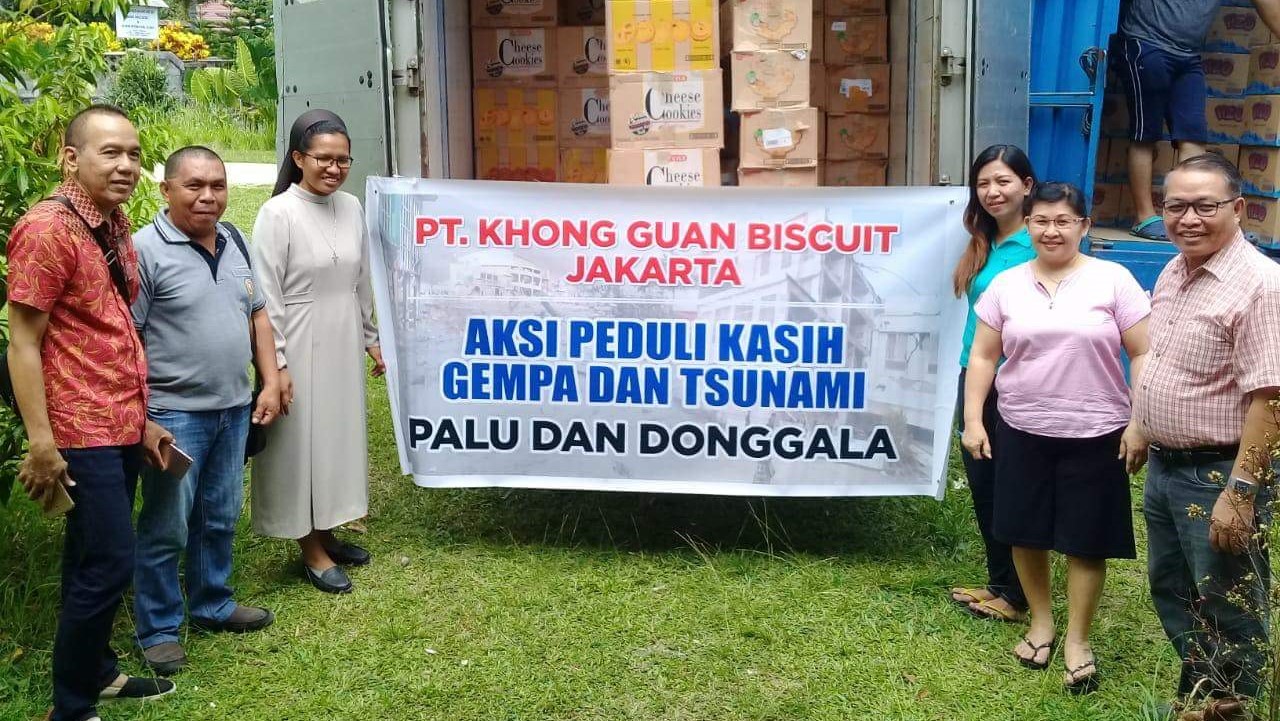 Cheese
Cookies
Cheese
Cookies
Cheese
PT. KHONG GUAN BISCUIT
JAKARTA
AKSI PEDULI KASIH
GEMPA DAN TSUNAMI
PALU DAN DONGGALA